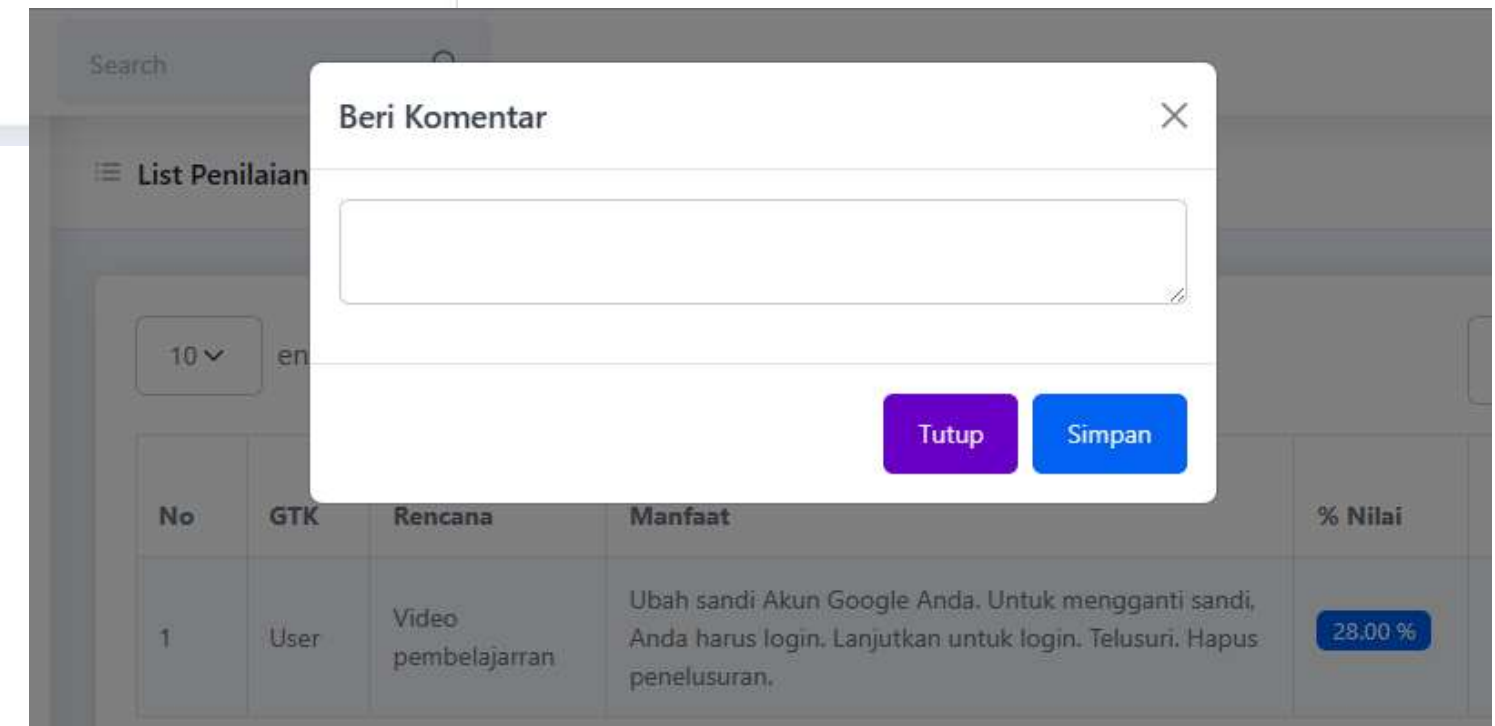 Search
Beri Komentar
List Penilaian
10
en
Tutup Simpan
No GTK Rencana Manfaat % Nilai
1 User Video pembelajarran
Ubah sandi Akun Google Anda. Untuk mengganti sandi,
Anda harus login. Lanjutkan untuk login. Telusuri. Hapus
penelusuran.
28.00 %